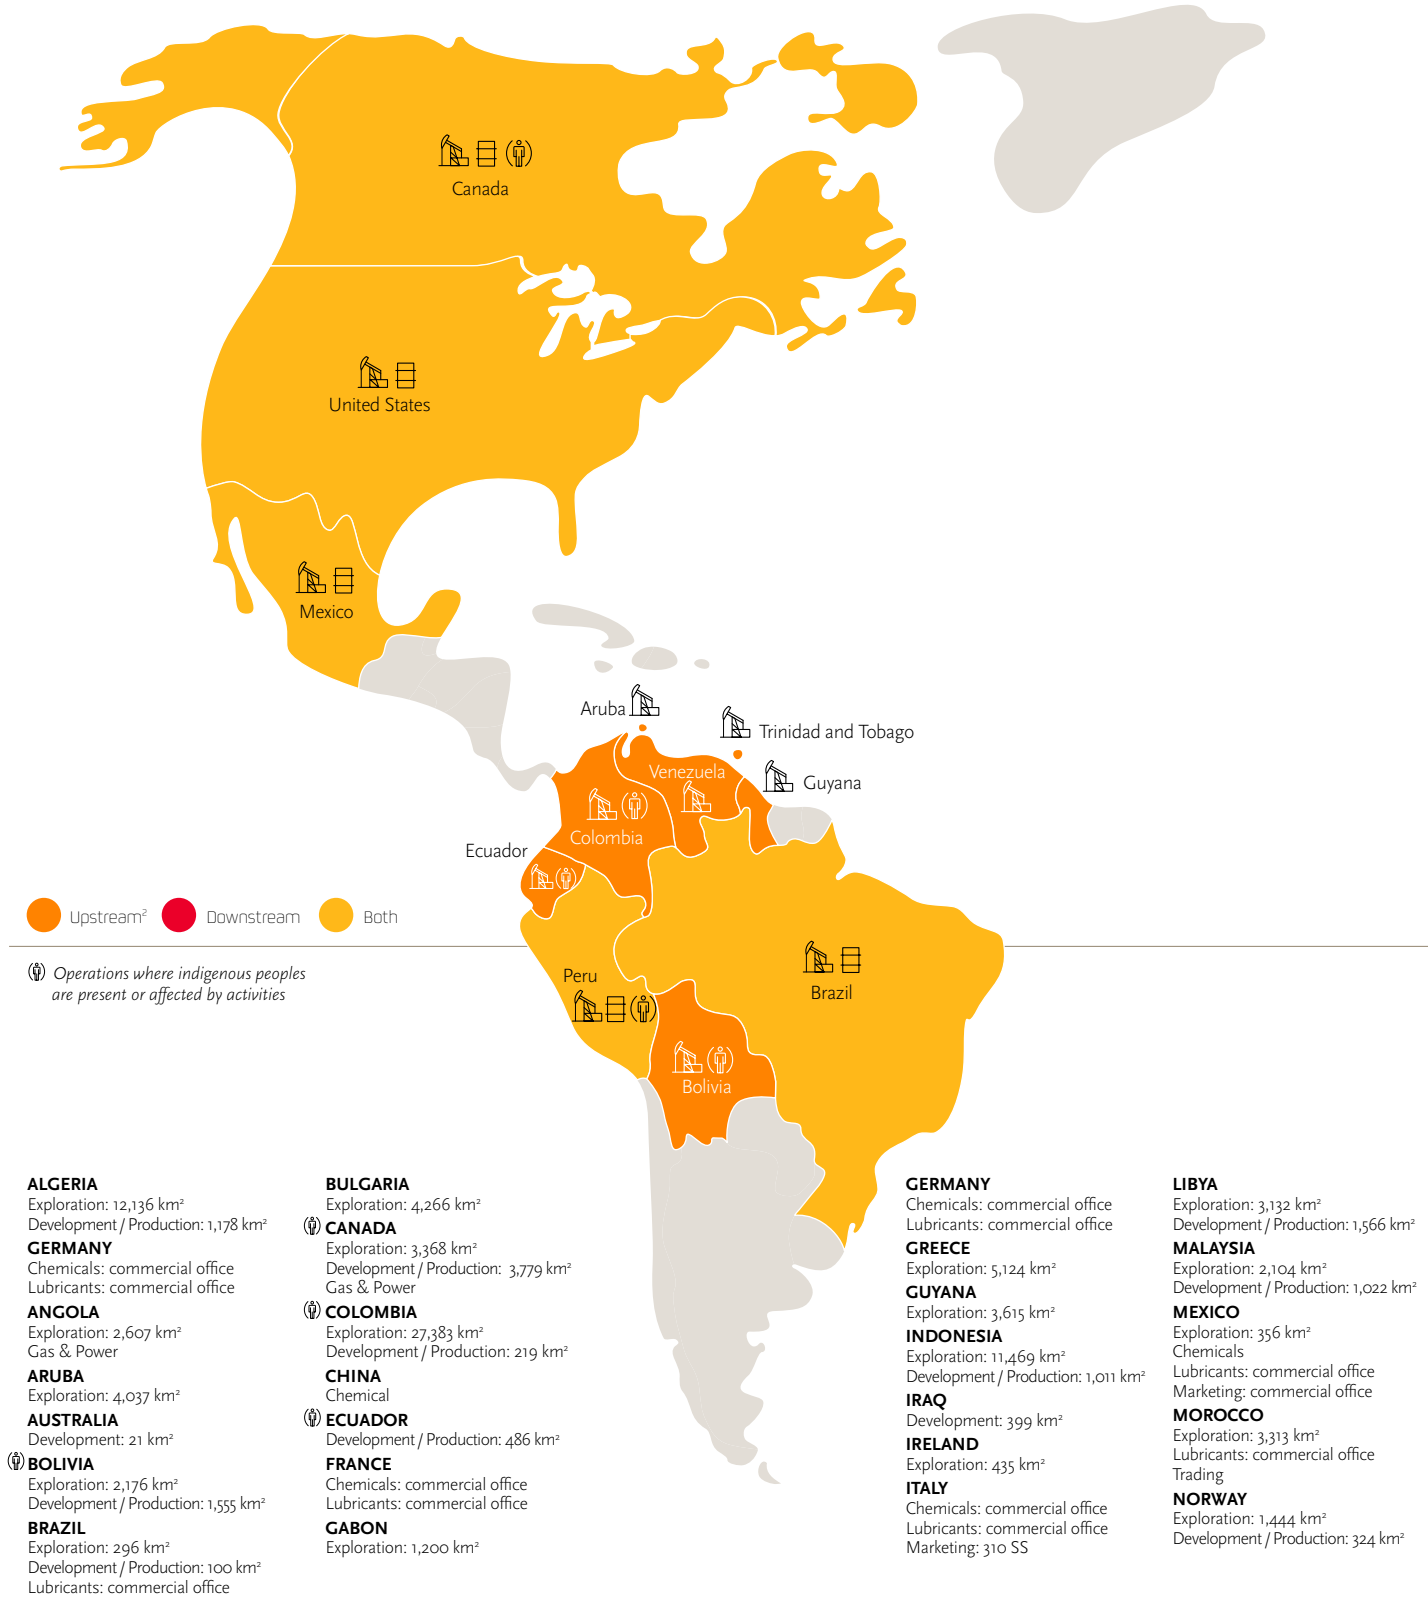 Canada
United States
Mexico
Aruba
Trinidad and Tobago
Venezuela
Guyana
Colombia
Ecuador
Upstream²
Downstream
Both
Operations where indigenous peoples
are present or affected by activities
Peru
Brazil
Bolivia
ALGERIA
Exploration: 12,136 km²
Development / Production: 1,178 km²
GERMANY
Chemicals: commercial office
Lubricants: commercial office
ANGOLA
Exploration: 2,607 km²
Gas & Power
ARUBA
Exploration: 4,037 km²
AUSTRALIA
Development: 21 km²
BOLIVIA
Exploration: 2,176 km²
Development / Production: 1,555 km²
BRAZIL
Exploration: 296 km²
Development / Production: 100 km²
Lubricants: commercial office
BULGARIA
Exploration: 4,266 km²
CANADA
Exploration: 3,368 km²
Development / Production: 3,779 km²
Gas & Power
COLOMBIA
Exploration: 27,383 km²
Development / Production: 219 km²
CHINA
Chemical
ECUADOR
Development / Production: 486 km²
FRANCE
Chemicals: commercial office
Lubricants: commercial office
GABON
Exploration: 1,200 km²
GERMANY
Chemicals: commercial office
Lubricants: commercial office
GREECE
Exploration: 5,124 km²
GUYANA
Exploration: 3,615 km²
INDONESIA
Exploration: 11,469 km²
Development / Production: 1,011 km²
IRAQ
Development: 399 km²
IRELAND
Exploration: 435 km²
ITALY
Chemicals: commercial office
Lubricants: commercial office
Marketing: 310 SS
LIBYA
Exploration: 3,132 km²
Development / Production: 1,566 km²
MALAYSIA
Exploration: 2,104 km²
Development / Production: 1,022 km²
MEXICO
Exploration: 356 km²
Chemicals
Lubricants: commercial office
Marketing: commercial office
MOROCCO
Exploration: 3,313 km²
Lubricants: commercial office
Trading
NORWAY
Exploration: 1,444 km²
Development / Production: 324 km²